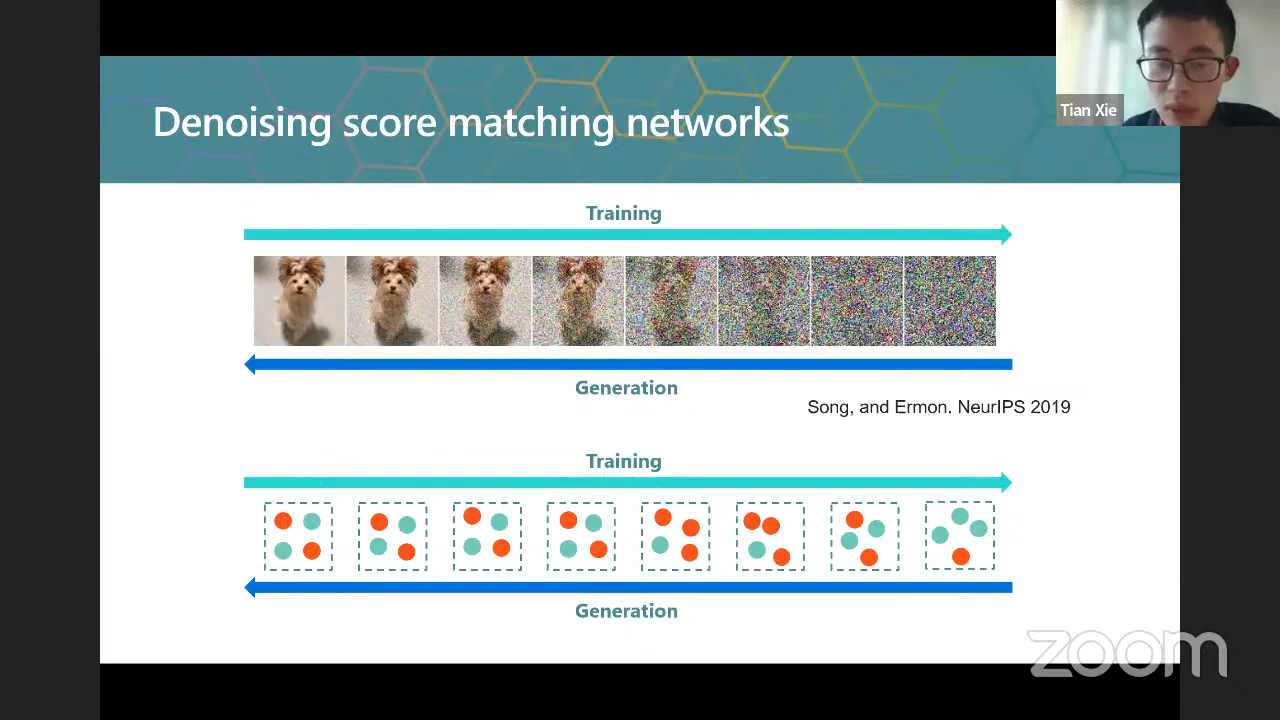 Denoising score matching networks
Tian Xie
Training
Generation
Song, and Ermon. NeurIPS 2019
Training
Generation
zoom